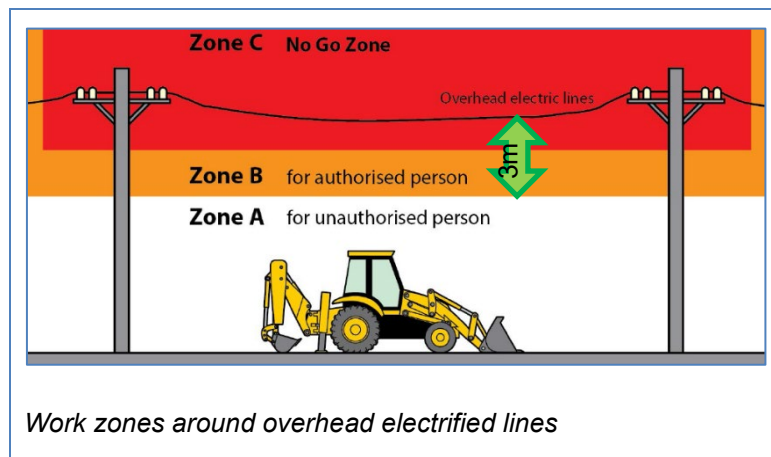 Zone C No Go Zone
Overhead electric lines
3m
Zone B for authorised person
Zone A for unauthorised person
Work zones around overhead electrified lines